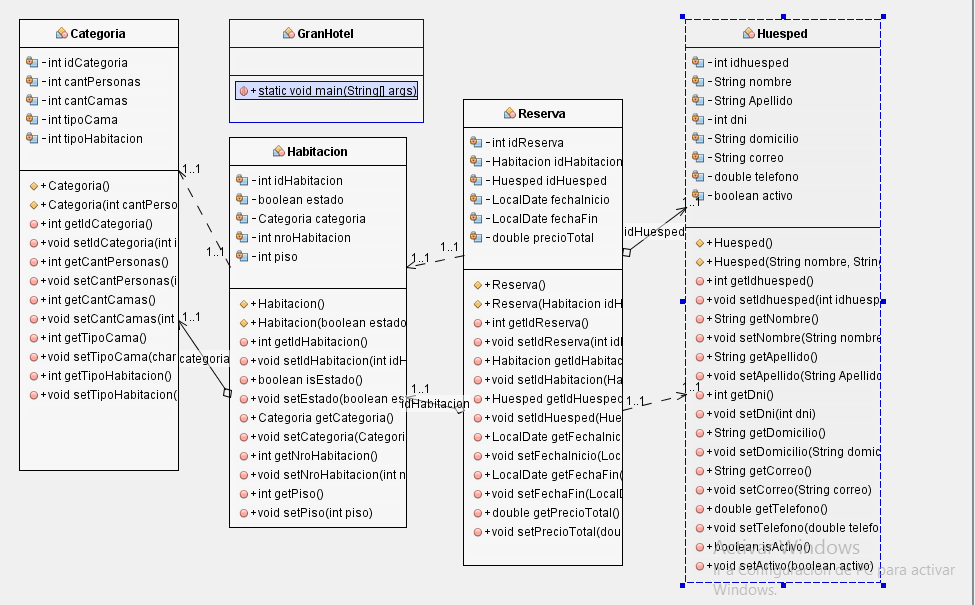 Categoria
-int idCategoria
-int cantPersonas
-int cantCamas
-int tipoCama
-int tipoHabitacion
+Categoria()
+Categoria(int cantPerso
+int getIdCategoria()
+void setIdCategoria(int i
+int getCantPersonas()
+void setCantPersonas(i
+int getCantCamas()
+void setCantCamas(int
+int getTipoCama()
+void setTipoCama(char
+int getTipoHabitacion()
+void setTipoHabitacion(
1..1
1..1
1..1
categoria
GranHotel
+static void main(String[] args)
Habitacion
-int idHabitacion
-boolean estado
-Categoria categoria
-int nroHabitacion
-int piso
+Habitacion()
+Habitacion(boolean estado
+int getIdHabitacion()
+void setIdHabitacion(int idH
+boolean isEstado()
+void setEstado(boolean es
+Categoria getCategoria()
+void setCategoria(Categori
+int getNroHabitacion()
+void setNroHabitacion(int n
+int getPiso()
+void setPiso(int piso)
1..1
1..1
1..1
idHabitacion
Reserva
-int idReserva
-Habitacion idHabitacion
-Huesped idHuesped
-LocalDate fechaInicio
-LocalDate fechaFin
-double precioTotal
+Reserva()
+Reserva(Habitacion idH
+int getIdReserva()
+void setIdReserva(int id
+Habitacion getIdHabitac
+void setIdHabitacion(Ha
+Huesped getIdHuesped
+void setIdHuesped(Hue
+LocalDate getFechaInic
+void setFechaInicio(Loc
+LocalDate getFechaFin(
+void setFechaFin(Local
+double getPrecioTotal()
+void setPrecioTotal(dou
idHuesped
1..1
1..1
1..1
Huesped
-int idhuesped
-String nombre
-String Apellido
-int dni
-String domicilio
-String correo
-double telefono
-boolean activo
+Huesped()
+Huesped(String nombre, Strin
+int getIdhuesped()
+void setIdhuesped(int idhuesp
+String getNombre()
+void setNombre(String nombre
+String getApellido()
+void setApellido(String Apellido
+int getDni()
+void setDni(int dni)
+String getDomicilio()
+void setDomicilio(String domic
+String getCorreo()
+void setCorreo(String correo)
+double getTelefono()
+void setTelefono(double telefo
+boolean isActivo()
+void setActivo(boolean activo)
Activar Windows
Ir a Configuración de PC para activar
Windows.